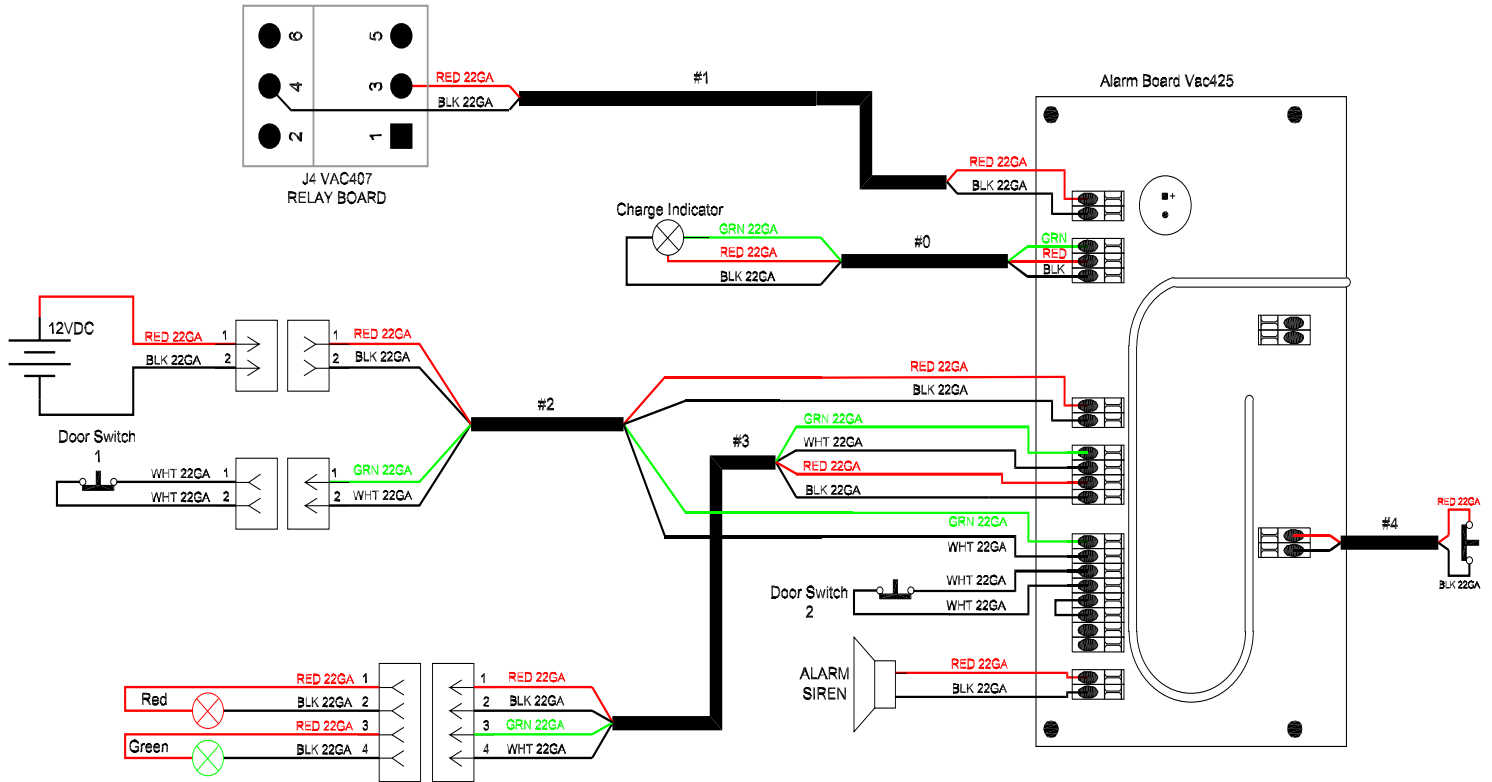 6
5
4
3
2
1
RED 22GA
BLK 22GA
#1
J4 VAC407
RELAY BOARD
Alarm Board Vac425
RED 22GA
BLK 22GA
+
Charge Indicator
GRN 22GA
RED 22GA
BLK 22GA
#0
GRN
RED
BLK
12VDC
RED 22GA
1
BLK 22GA
2
1
RED 22GA
2
BLK 22GA
#2
RED 22GA
BLK 22GA
Door Switch
1
WHT 22GA
1
WHT 22GA
2
1
GRN 22GA
2
WHT 22GA
#3
GRN 22GA
WHT 22GA
RED 22GA
BLK 22GA
GRN 22GA
WHT 22GA
Door Switch
2
WHT 22GA
WHT 22GA
#4
RED 22GA
BLK 22GA
ALARM
SIREN
RED 22GA
BLK 22GA
Red
Green
RED 22GA
1
BLK 22GA
2
RED 22GA
3
BLK 22GA
4
1
RED 22GA
2
BLK 22GA
3
GRN 22GA
4
WHT 22GA